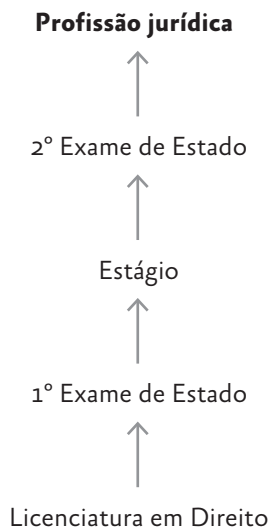 Profissão jurídica
2º Exame de Estado
Estágio
1º Exame de Estado
Licenciatura em Direito